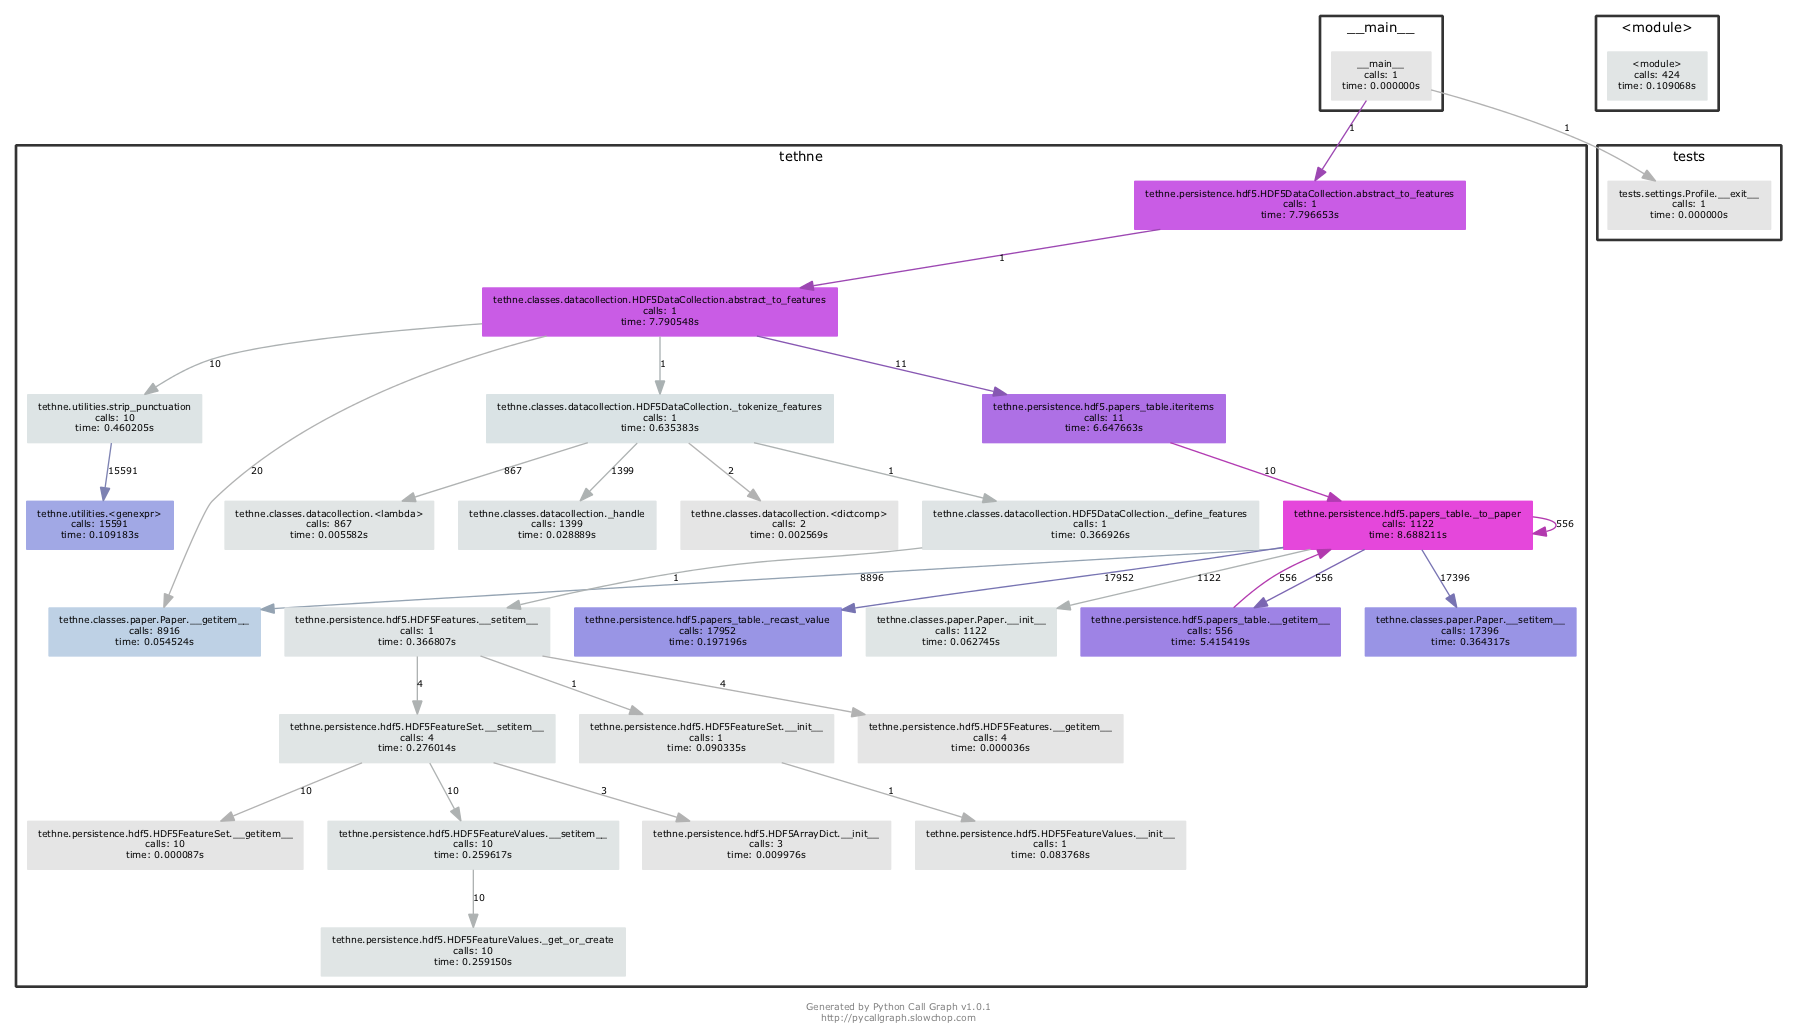 __main__
<module>
__main__
calls: 1
time: 0.000000s
<module>
calls: 424
time: 0.109068s
1
1
tethne
tests
tethne.persistence.hdf5.HDF5DataCollection.abstract_to_features
calls: 1
time: 7.796653s
tests.settings.Profile.__exit__
calls: 1
time: 0.000000s
1
tethne.classes.datacollection.HDF5DataCollection.abstract_to_features
calls: 1
time: 7.790548s
10
1
11
tethne.utilities.strip_punctuation
calls: 10
time: 0.460205s
tethne.classes.datacollection.HDF5DataCollection._tokenize_features
calls: 1
time: 0.635383s
tethne.persistence.hdf5.papers_table.iteritems
calls: 11
time: 6.647663s
15591
20
867
1399
2
1
10
tethne.utilities.<genexpr>
calls: 15591
time: 0.109183s
tethne.classes.datacollection.<lambda>
calls: 867
time: 0.005582s
tethne.classes.datacollection._handle
calls: 1399
time: 0.028889s
tethne.classes.datacollection.<dictcomp>
calls: 2
time: 0.002569s
tethne.classes.datacollection.HDF5DataCollection._define_features
calls: 1
time: 0.366926s
tethne.persistence.hdf5.papers_table._to_paper
calls: 1122
time: 8.688211s
556
1
8896
17952
1122
556
556
17396
tethne.classes.paper.Paper.__getitem__
calls: 8916
time: 0.054524s
tethne.persistence.hdf5.HDF5Features.__setitem__
calls: 1
time: 0.366807s
tethne.persistence.hdf5.papers_table._recast_value
calls: 17952
time: 0.197196s
tethne.classes.paper.Paper.__init__
calls: 1122
time: 0.062745s
tethne.persistence.hdf5.papers_table.__getitem__
calls: 556
time: 5.415419s
tethne.classes.paper.Paper.__setitem__
calls: 17396
time: 0.364317s
4
1
4
tethne.persistence.hdf5.HDF5FeatureSet.__setitem__
calls: 4
time: 0.276014s
tethne.persistence.hdf5.HDF5FeatureSet.__init__
calls: 1
time: 0.090335s
tethne.persistence.hdf5.HDF5Features.__getitem__
calls: 4
time: 0.000036s
10
10
3
1
tethne.persistence.hdf5.HDF5FeatureSet.__getitem__
calls: 10
time: 0.000087s
tethne.persistence.hdf5.HDF5FeatureValues.__setitem__
calls: 10
time: 0.259617s
tethne.persistence.hdf5.HDF5ArrayDict.__init__
calls: 3
time: 0.009976s
tethne.persistence.hdf5.HDF5FeatureValues.__init__
calls: 1
time: 0.083768s
10
tethne.persistence.hdf5.HDF5FeatureValues._get_or_create
calls: 10
time: 0.259150s
Generated by Python Call Graph v1.0.1
http://pycallgraph.slowchop.com